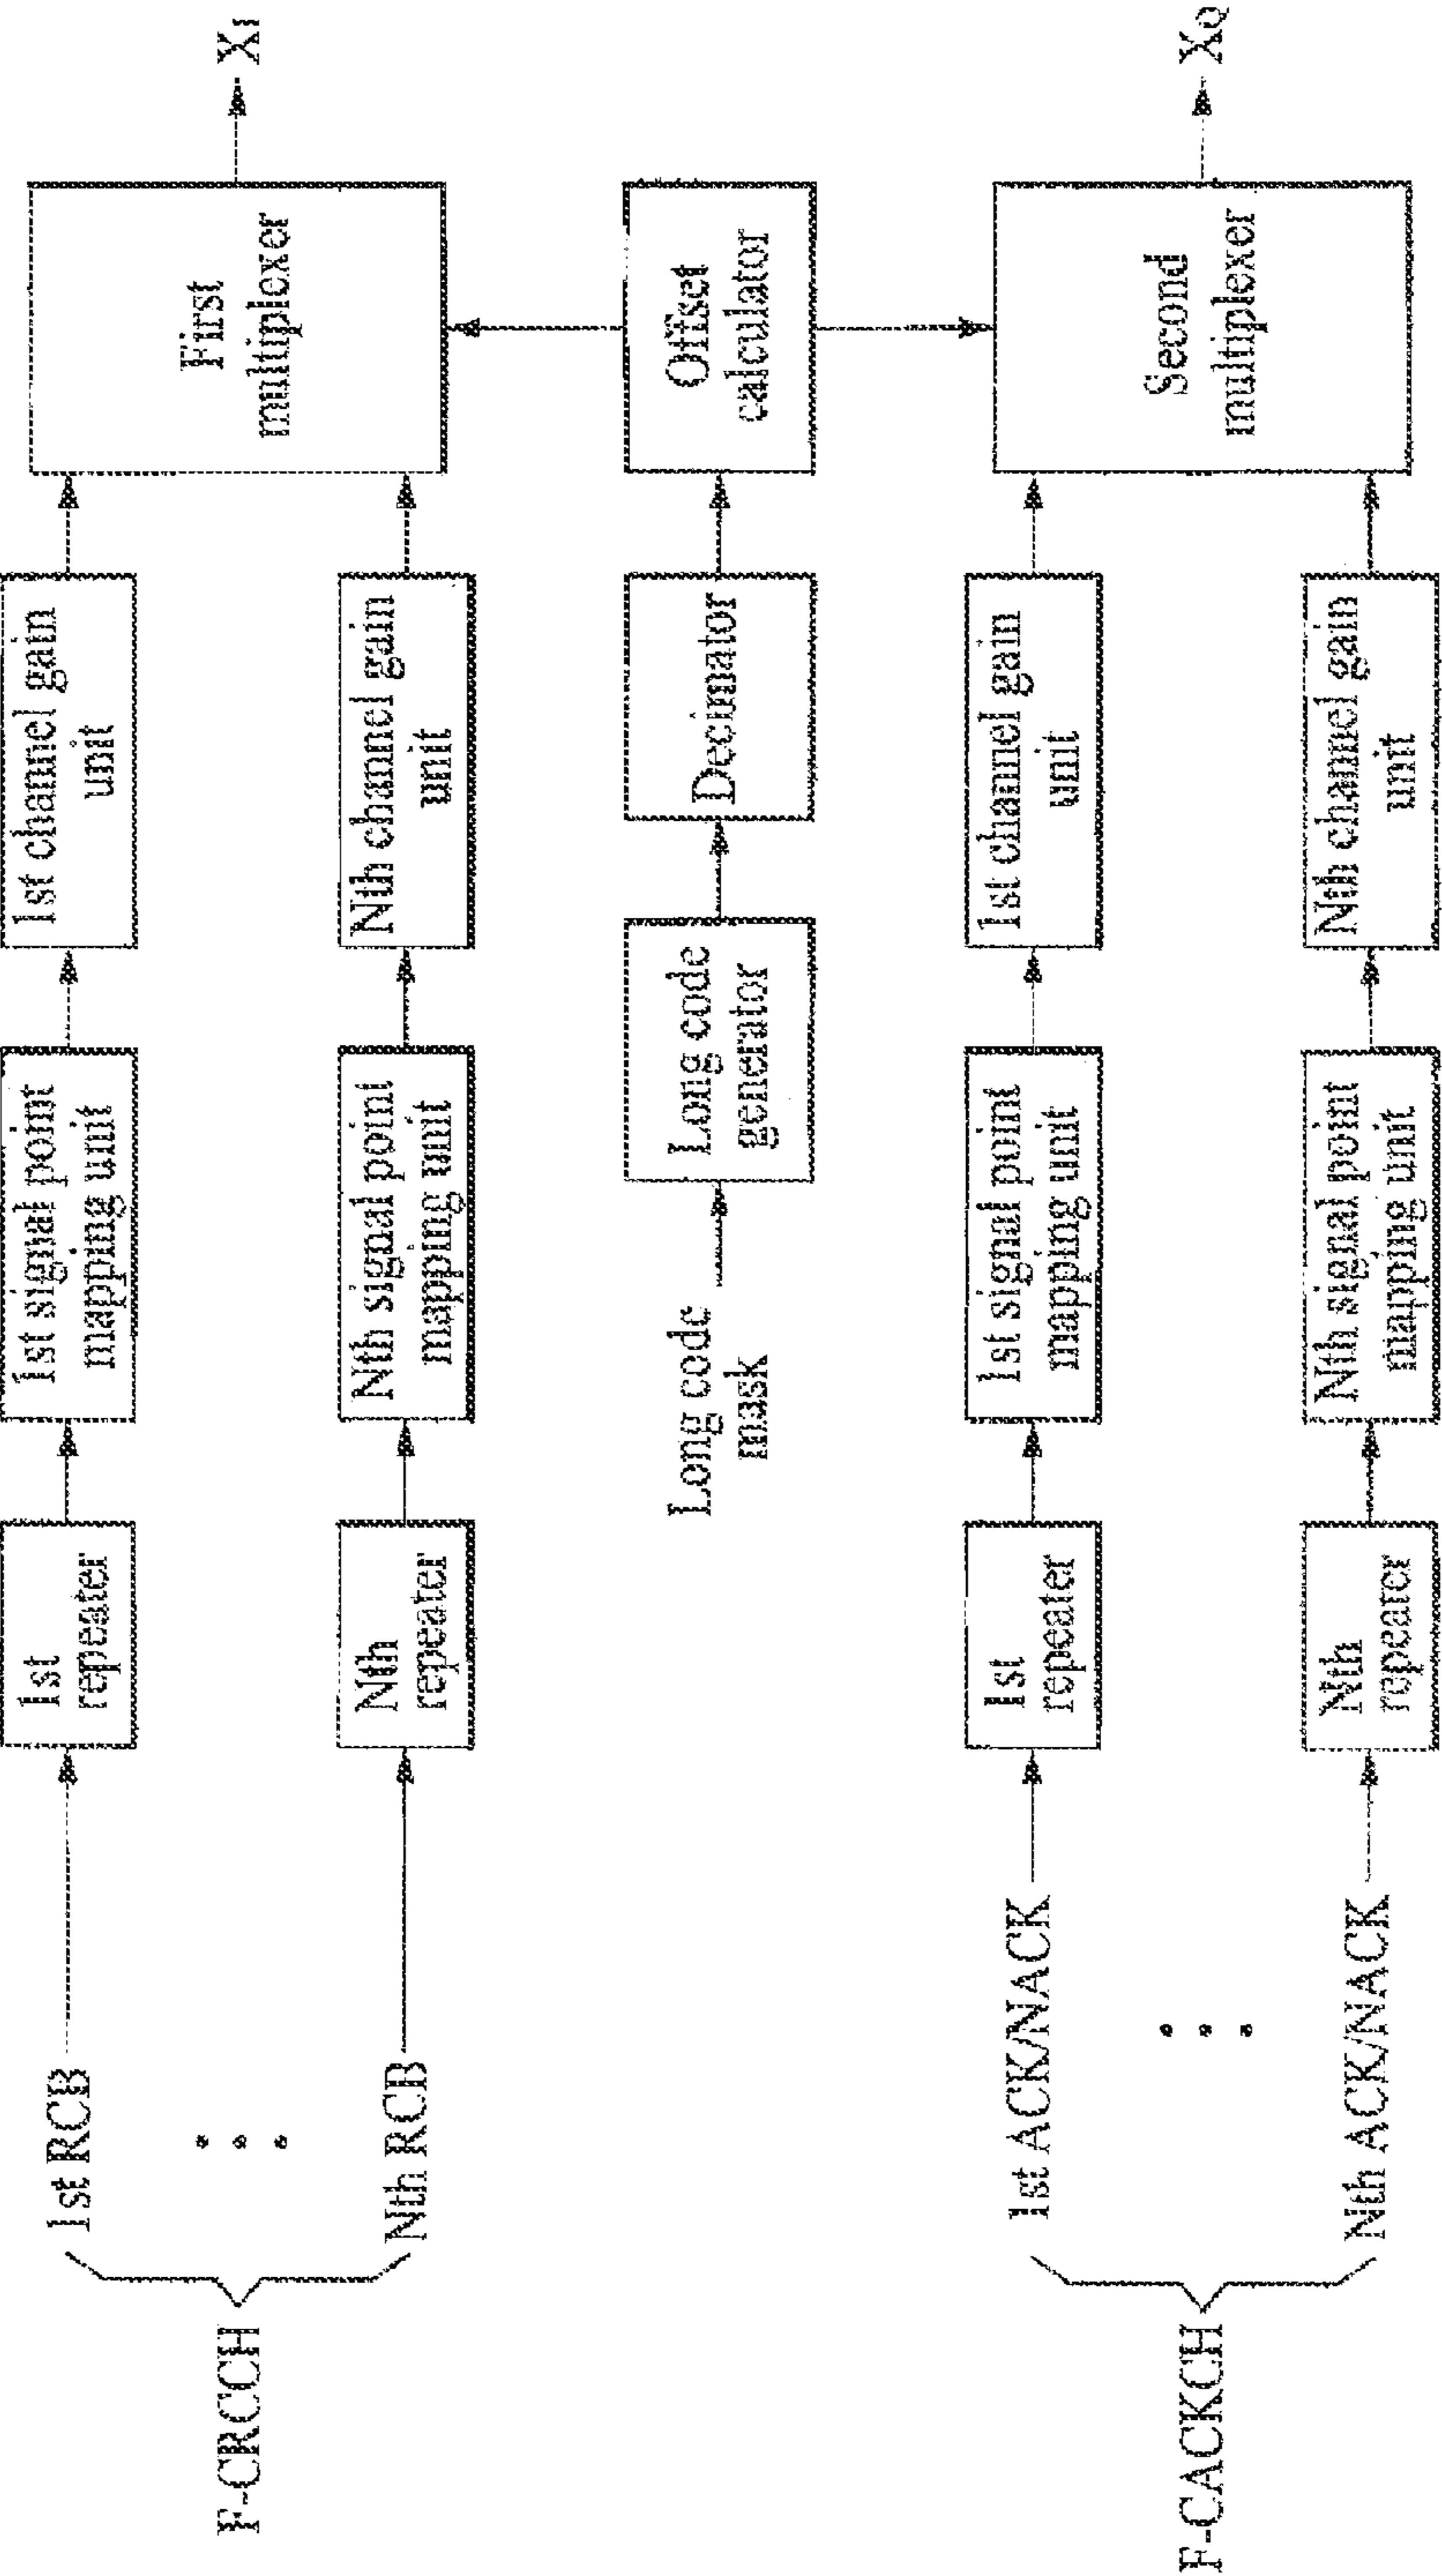 F-CRCCH
1st RCB
Nth RCB
1st
repeater
Nth
repeater
1st signal point
mapping unit
Nth signal point
mapping unit
1st channel gain
unit
Nth channel gain
unit
First
multiplexer
XI
Long code
mask
Long code
generator
Decimator
Offset
calculator
F-CACKCH
1st ACK/NACK
Nth ACK/NACK
1st
repeater
Nth
repeater
1st signal point
mapping unit
Nth signal point
mapping unit
1st channel gain
unit
Nth channel gain
unit
Second
multiplexer
XQ